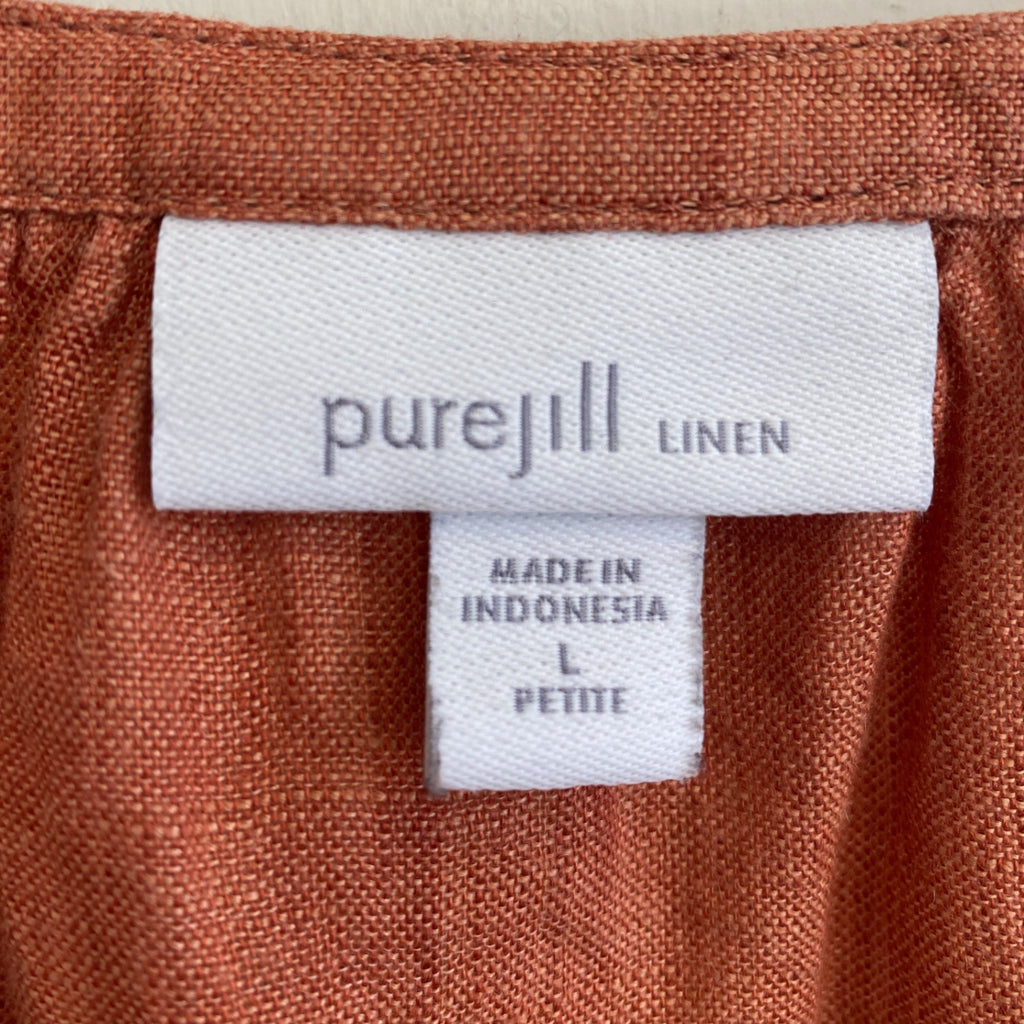 purejill LINEN
MADE IN
INDONESIA
L
PETITE